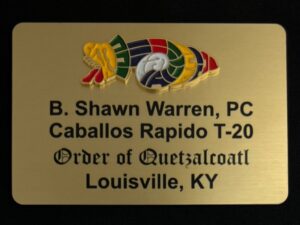 B. Shawn Warren, PC
Caballos Rapido T-20
Order of Quetzalcoatl
Louisville, KY